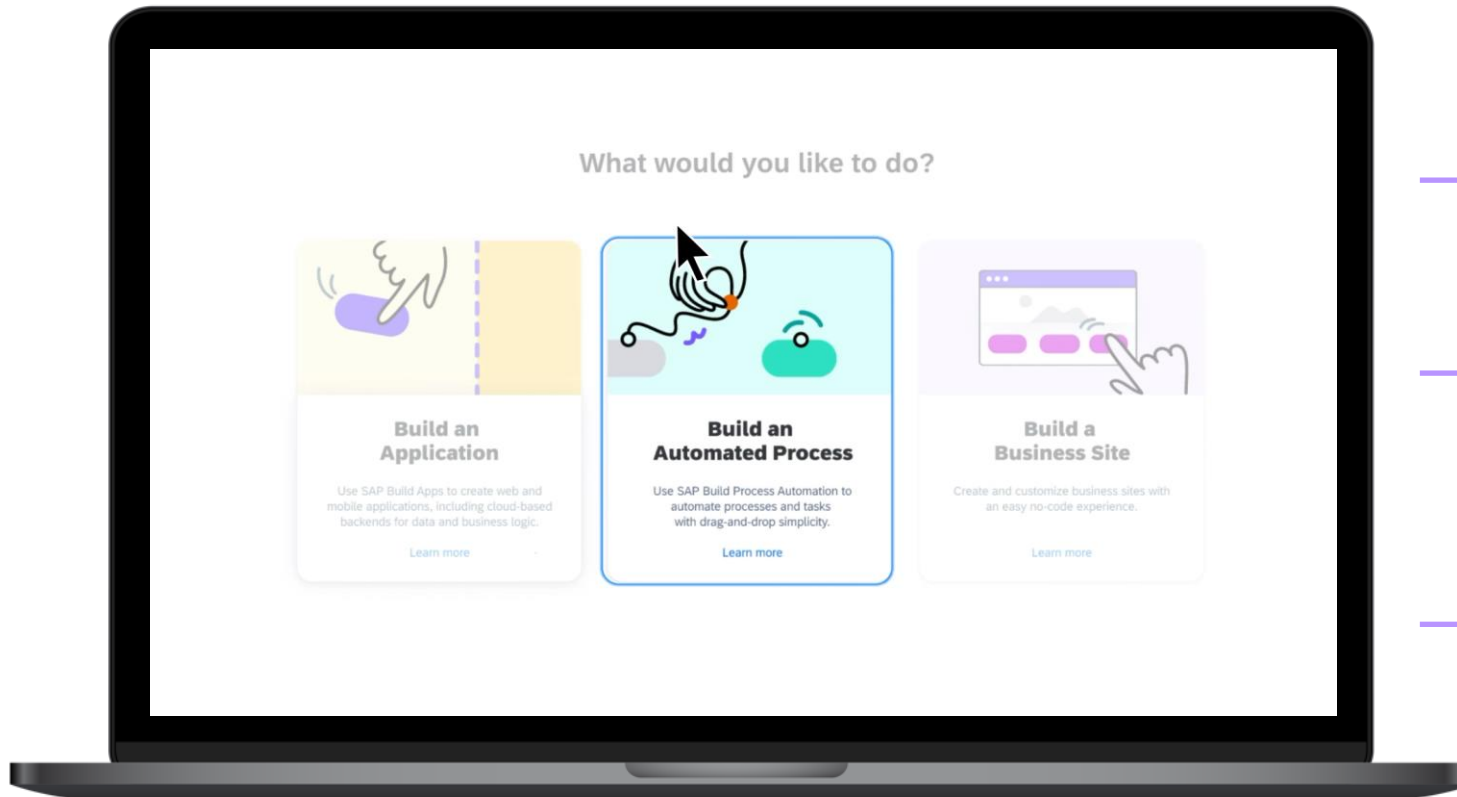 What would you like to do?
Build an
Application
Use SAP Build Apps to create web and
mobile applications, including cloud-based
backends for data and business logic.
Learn more
Build an
Automated Process
Use SAP Build Process Automation to
automate processes and tasks
with drag-and-drop simplicity.
Learn more
Build a
Business Site
Create and customize business sites with
an easy no-code experience.
Learn more